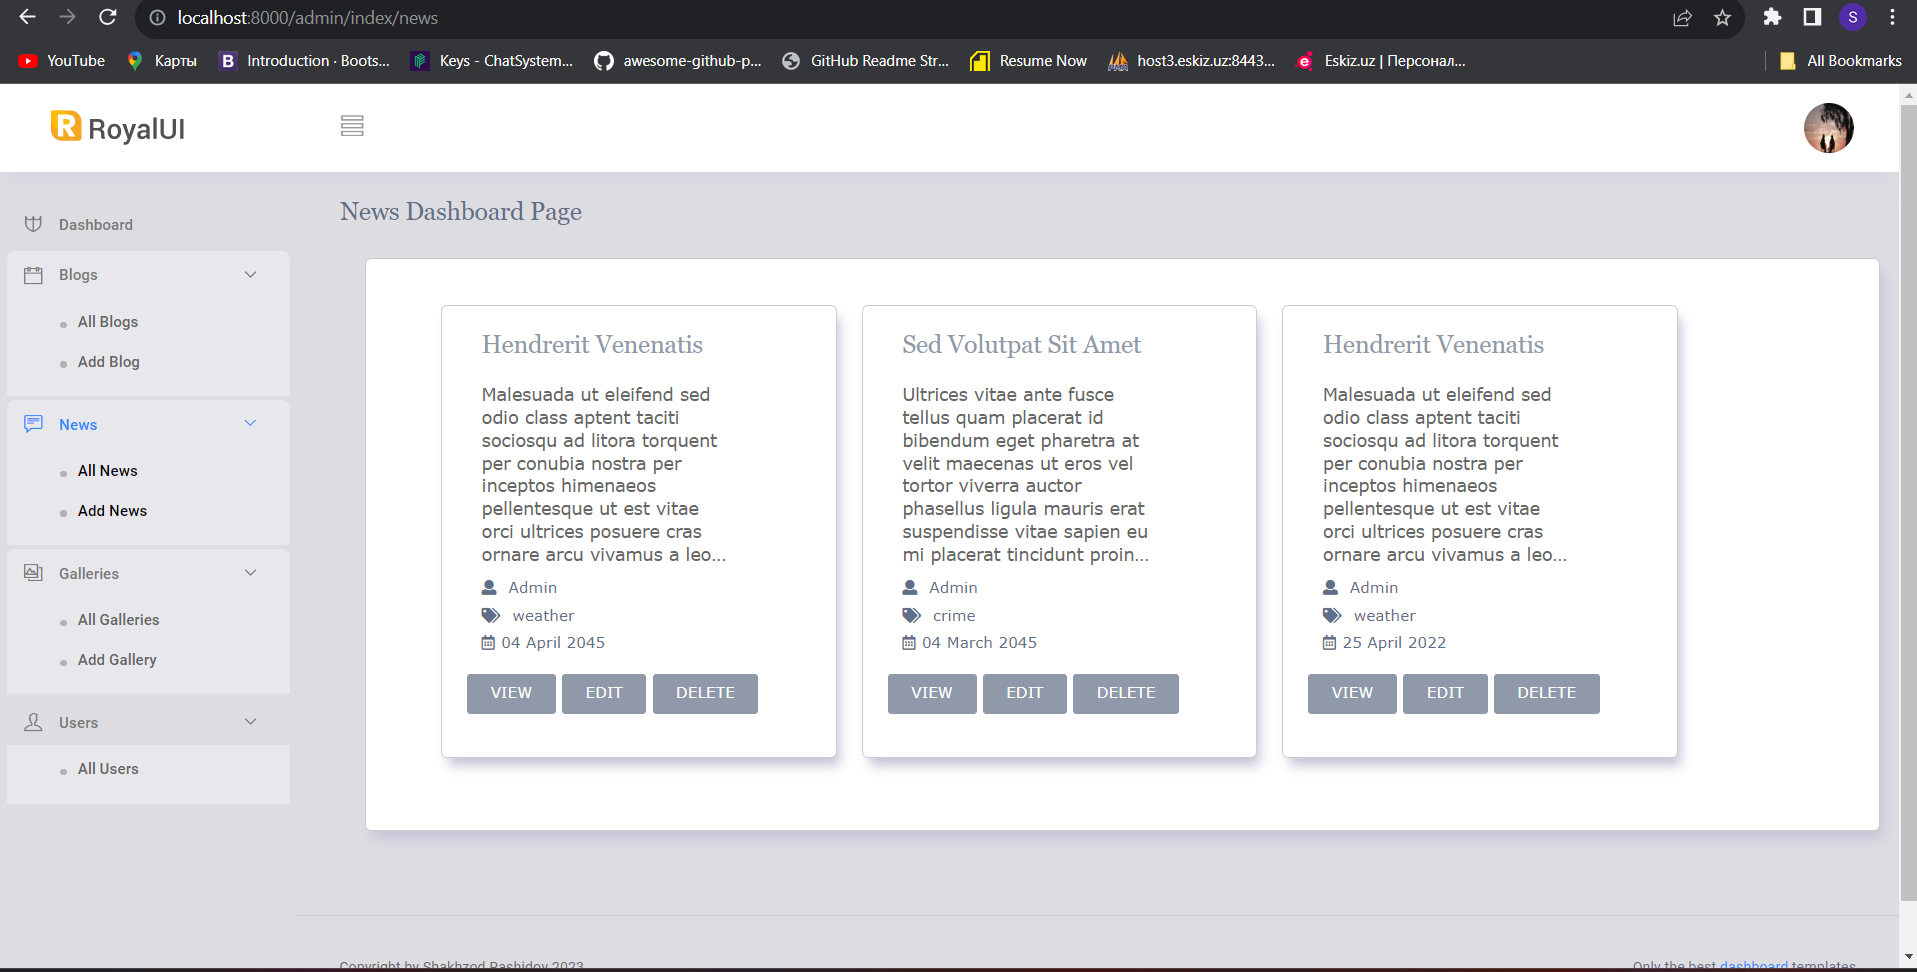 localhost:8000/admin/index/news
S
YouTube
Карты
B
Introduction · Boots...
Keys - ChatSystem...
awesome-github-p...
GitHub Readme Str...
Resume Now
PMA
host3.eskiz.uz:8443...
e
Eskiz.uz | Персонал...
All Bookmarks
R RoyalUI
Dashboard
Blogs
All Blogs
Add Blog
News
All News
Add News
Galleries
All Galleries
Add Gallery
Users
All Users
News Dashboard Page
Hendrerit Venenatis
Malesuada ut eleifend sed
odio class aptent taciti
sociosqu ad litora torquent
per conubia nostra per
inceptos himenaeos
pellentesque ut est vitae
orci ultrices posuere cras
ornare arcu vivamus a leo...
Admin
weather
04 April 2045
VIEW EDIT DELETE
Sed Volutpat Sit Amet
Ultrices vitae ante fusce
tellus quam placerat id
bibendum eget pharetra at
velit maecenas ut eros vel
tortor viverra auctor
phasellus ligula mauris erat
suspendisse vitae sapien eu
mi placerat tincidunt proin...
Admin
crime
04 March 2045
VIEW EDIT DELETE
Hendrerit Venenatis
Malesuada ut eleifend sed
odio class aptent taciti
sociosqu ad litora torquent
per conubia nostra per
inceptos himenaeos
pellentesque ut est vitae
orci ultrices posuere cras
ornare arcu vivamus a leo...
Admin
weather
25 April 2022
VIEW EDIT DELETE
Copyright by Shakhzod Rashidov 2023
Only the best dashboard templates